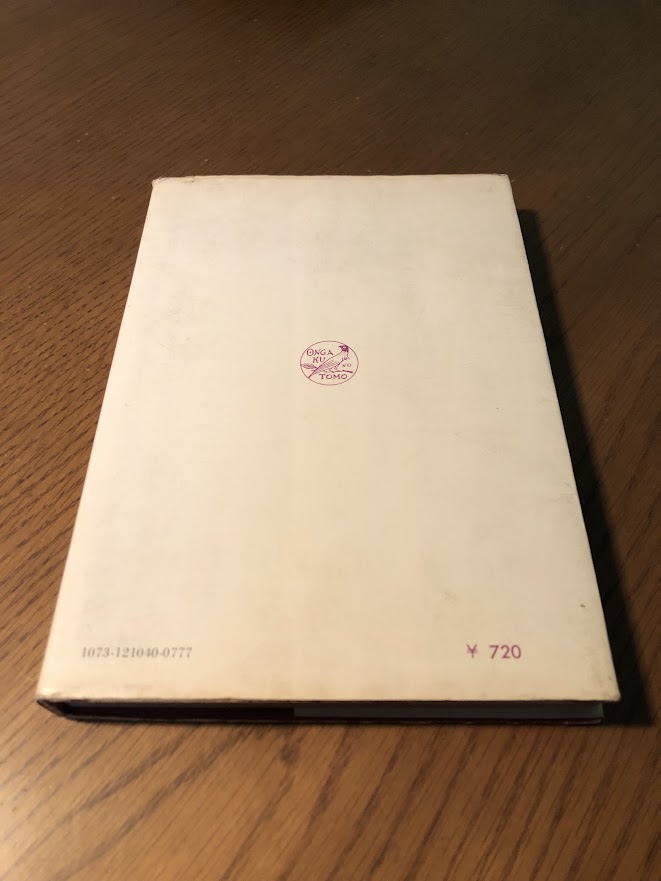 ONGA
KU
NO
TOMO
1073-121040-0777
¥ 720